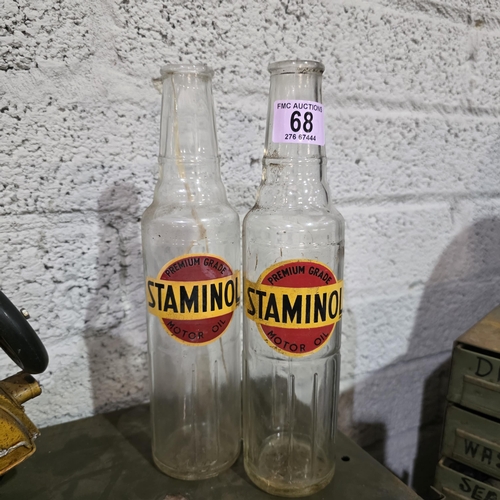 PREMIUM GRADE
STAMINOL
MOTOR OIL
FMC AUCTIONS
68
276 67444
PREMIUM GRADE
STAMINOL
MOTOR OIL